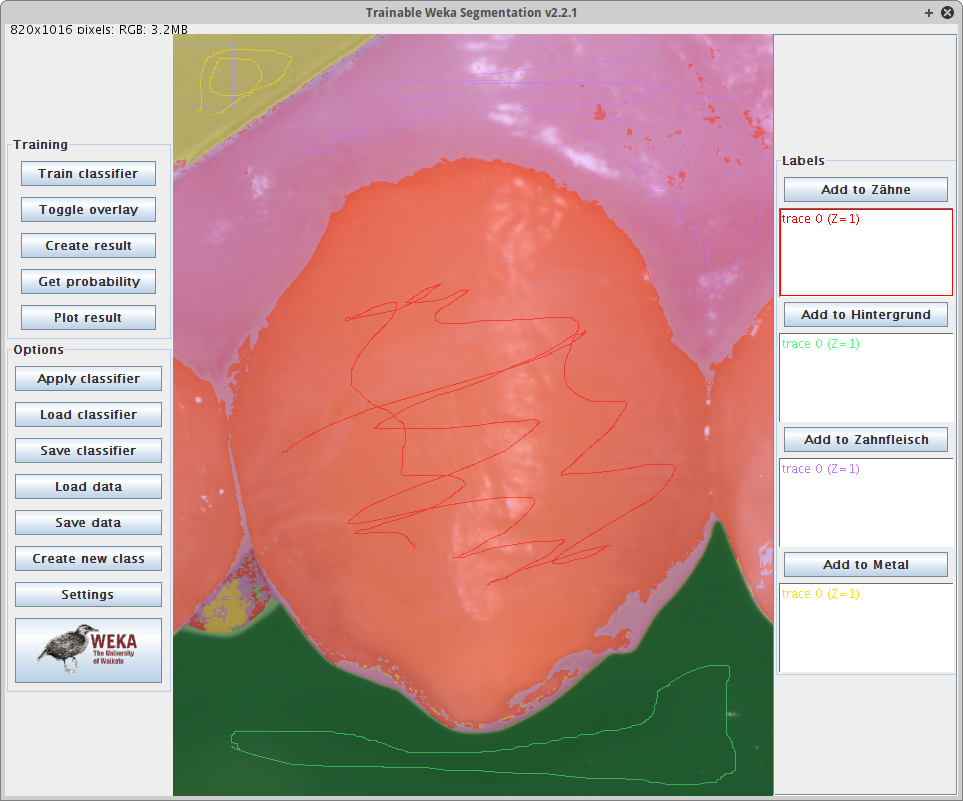 Trainable Weka Segmentation v2.2.1
820x1016 pixels; RGB; 3.2MB
Training
Train classifier
Toggle overlay
Create result
Get probability
Plot result
Options
Apply classifier
Load classifier
Save classifier
Load data
Save data
Create new class
Settings
WEKA
The University
of Waikato
Labels
Add to Zähne
trace 0 (Z=1)
Add to Hintergrund
trace 0 (Z=1)
Add to Zahnfleisch
trace 0 (Z=1)
Add to Metal
trace 0 (Z=1)